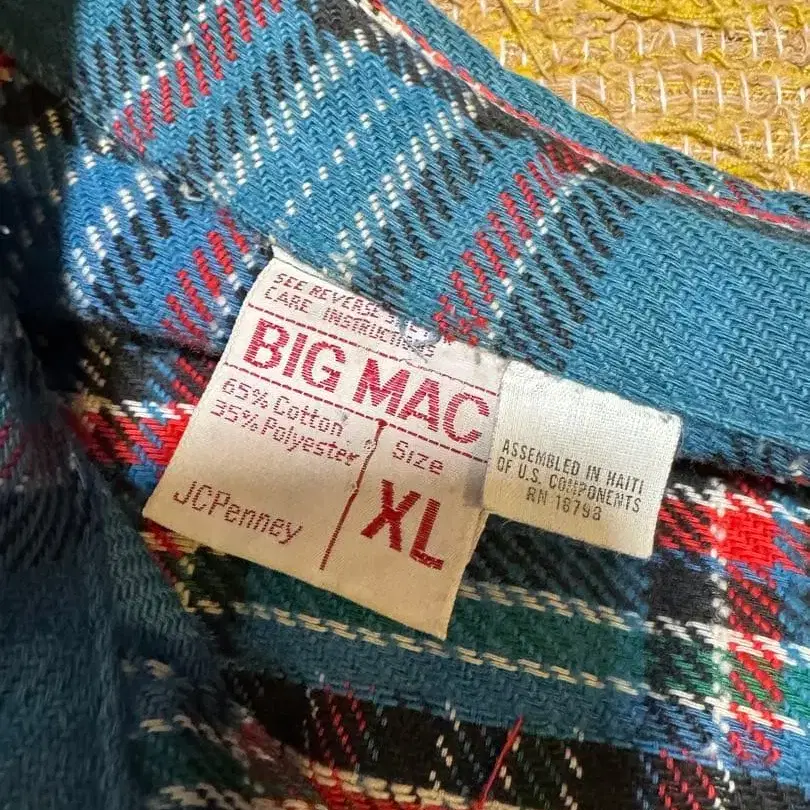 SEE REVERSE SIDE
CARE INSTRUCTIONS
BIG MAC
65% Cotton
35% Polyester
Size
XL
JCPenney
ASSEMBLED IN HAITI
OF U.S. COMPONENTS
RN 16798